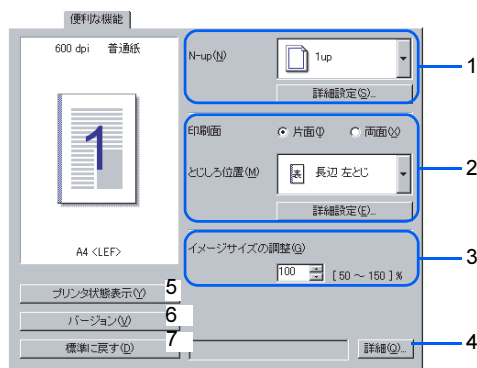 便利な機能
600 dpi 普通紙
1
A4 <LEF>
N-up(N)
1up
詳細設定(S)...
1
印刷面
片面(I) 両面(X)
とじしろ位置(M)
表 長辺 左とじ
詳細設定(E)...
2
イメージサイズの調整(G)
100 [ 50 ～ 150 ] %
3
プリンタ状態表示(Y) 5
バージョン(V) 6
標準に戻す(D) 7
詳細(Q)...
4